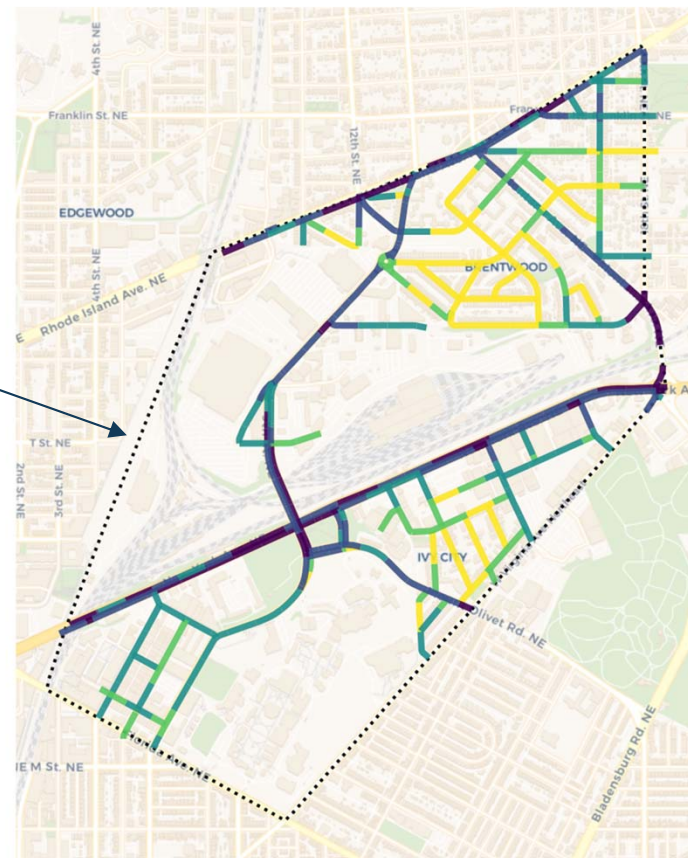 4th St. NE
Franklin St. NE
12th St. NE
EDGEWOOD
4th St. NE
BRENTWOOD
Rhode Island Ave. NE
E
T St. NE
2nd St. NE
3rd St. NE
IVY CITY
Olivet Rd. NE
Bladensburg Rd. NE
NE M St. NE